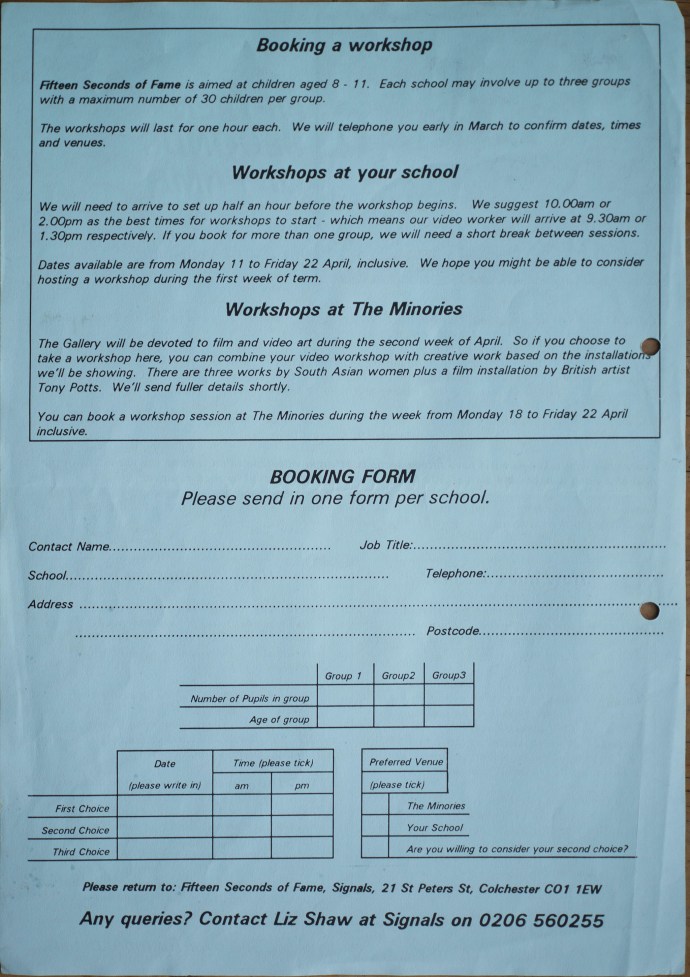 Booking a workshop
Fifteen Seconds of Fame is aimed at children aged 8 - 11. Each school may involve up to three groups
with a maximum number of 30 children per group.
The workshops will last for one hour each. We will telephone you early in March to confirm dates, times
and venues.
Workshops at your school
We will need to arrive to set up half an hour before the workshop begins. We suggest 10.00am or
2.00pm as the best times for workshops to start - which means our video worker will arrive at 9.30am or
1.30pm respectively. If you book for more than one group, we will need a short break between sessions.
Dates available are from Monday 11 to Friday 22 April, inclusive. We hope you might be able to consider
hosting a workshop during the first week of term.
Workshops at The Minories
The Gallery will be devoted to film and video art during the second week of April. So if you choose to
take a workshop here, you can combine your video workshop with creative work based on the installations
we'll be showing. There are three works by South Asian women plus a film installation by British artist
Tony Potts. We'll send fuller details shortly.
You can book a workshop session at The Minories during the week from Monday 18 to Friday 22 April
inclusive.
BOOKING FORM
Please send in one form per school.
Contact Name.................................................... Job Title:............................................................
School............................................................................ Telephone:..........................................
Address ..............................................................................................................................
................................................................................ Postcode...........................................
Group 1 Group2 Group3
Number of Pupils in group
Age of group
Date Time (please tick) Preferred Venue
(please write in) am pm (please tick)
First Choice The Minories
Second Choice Your School
Third Choice Are you willing to consider your second choice?
Please return to: Fifteen Seconds of Fame, Signals, 21 St Peters St, Colchester CO1 1EW
Any queries? Contact Liz Shaw at Signals on 0206 560255